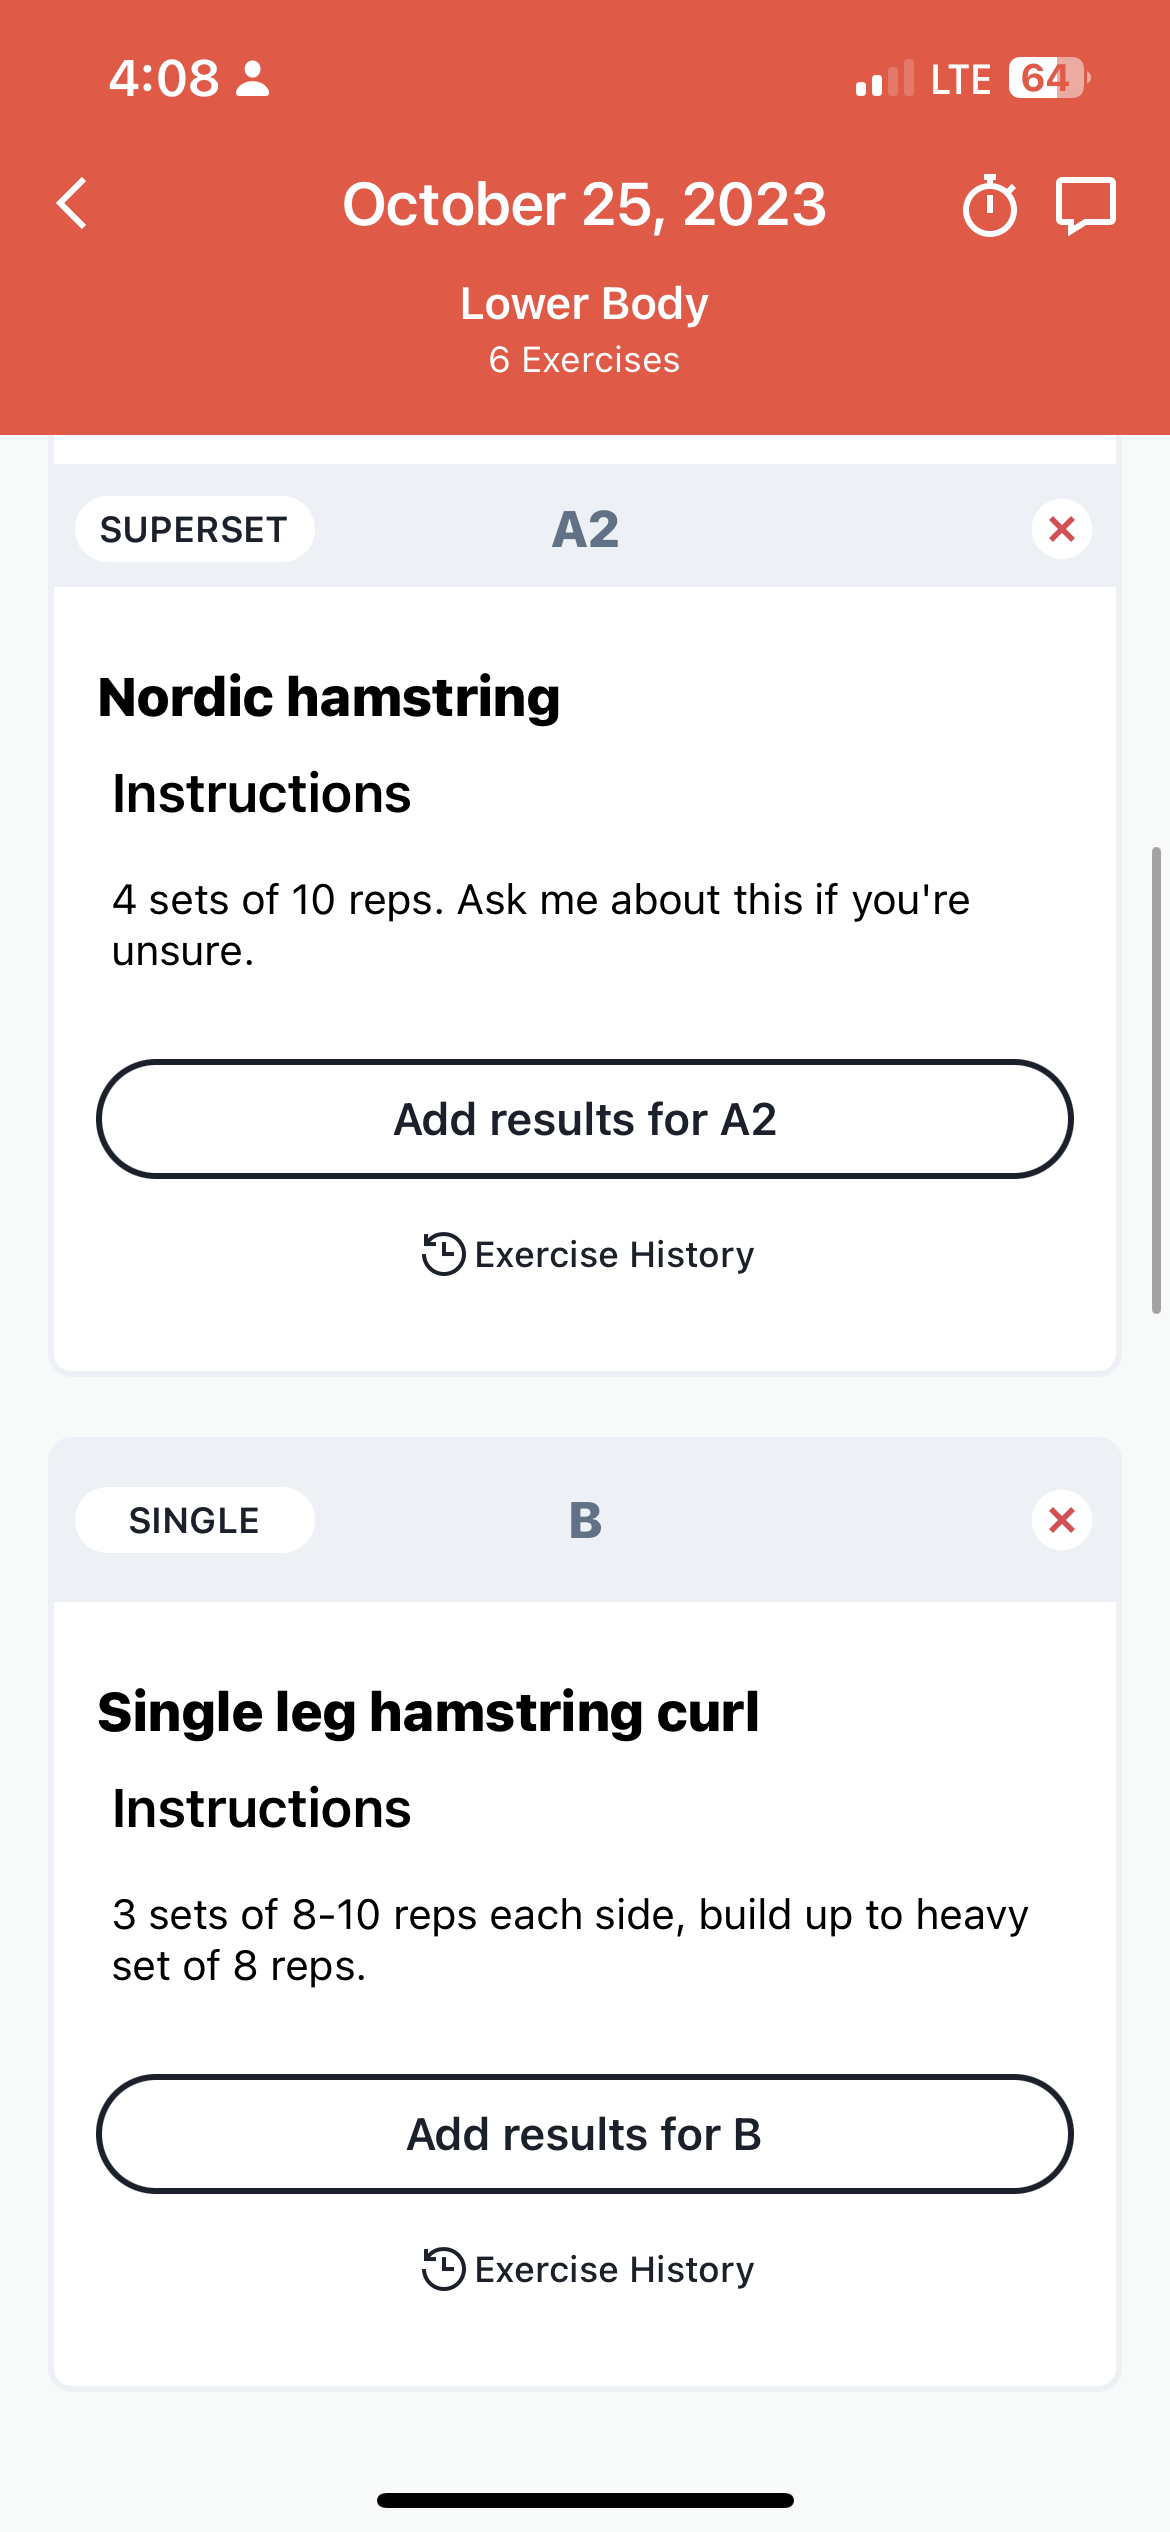 4:08
LTE
64
October 25, 2023
Lower Body
6 Exercises
SUPERSET
A2
Nordic hamstring
Instructions
4 sets of 10 reps. Ask me about this if you're
unsure.
Add results for A2
Exercise History
SINGLE
B
Single leg hamstring curl
Instructions
3 sets of 8-10 reps each side, build up to heavy
set of 8 reps.
Add results for B
Exercise History